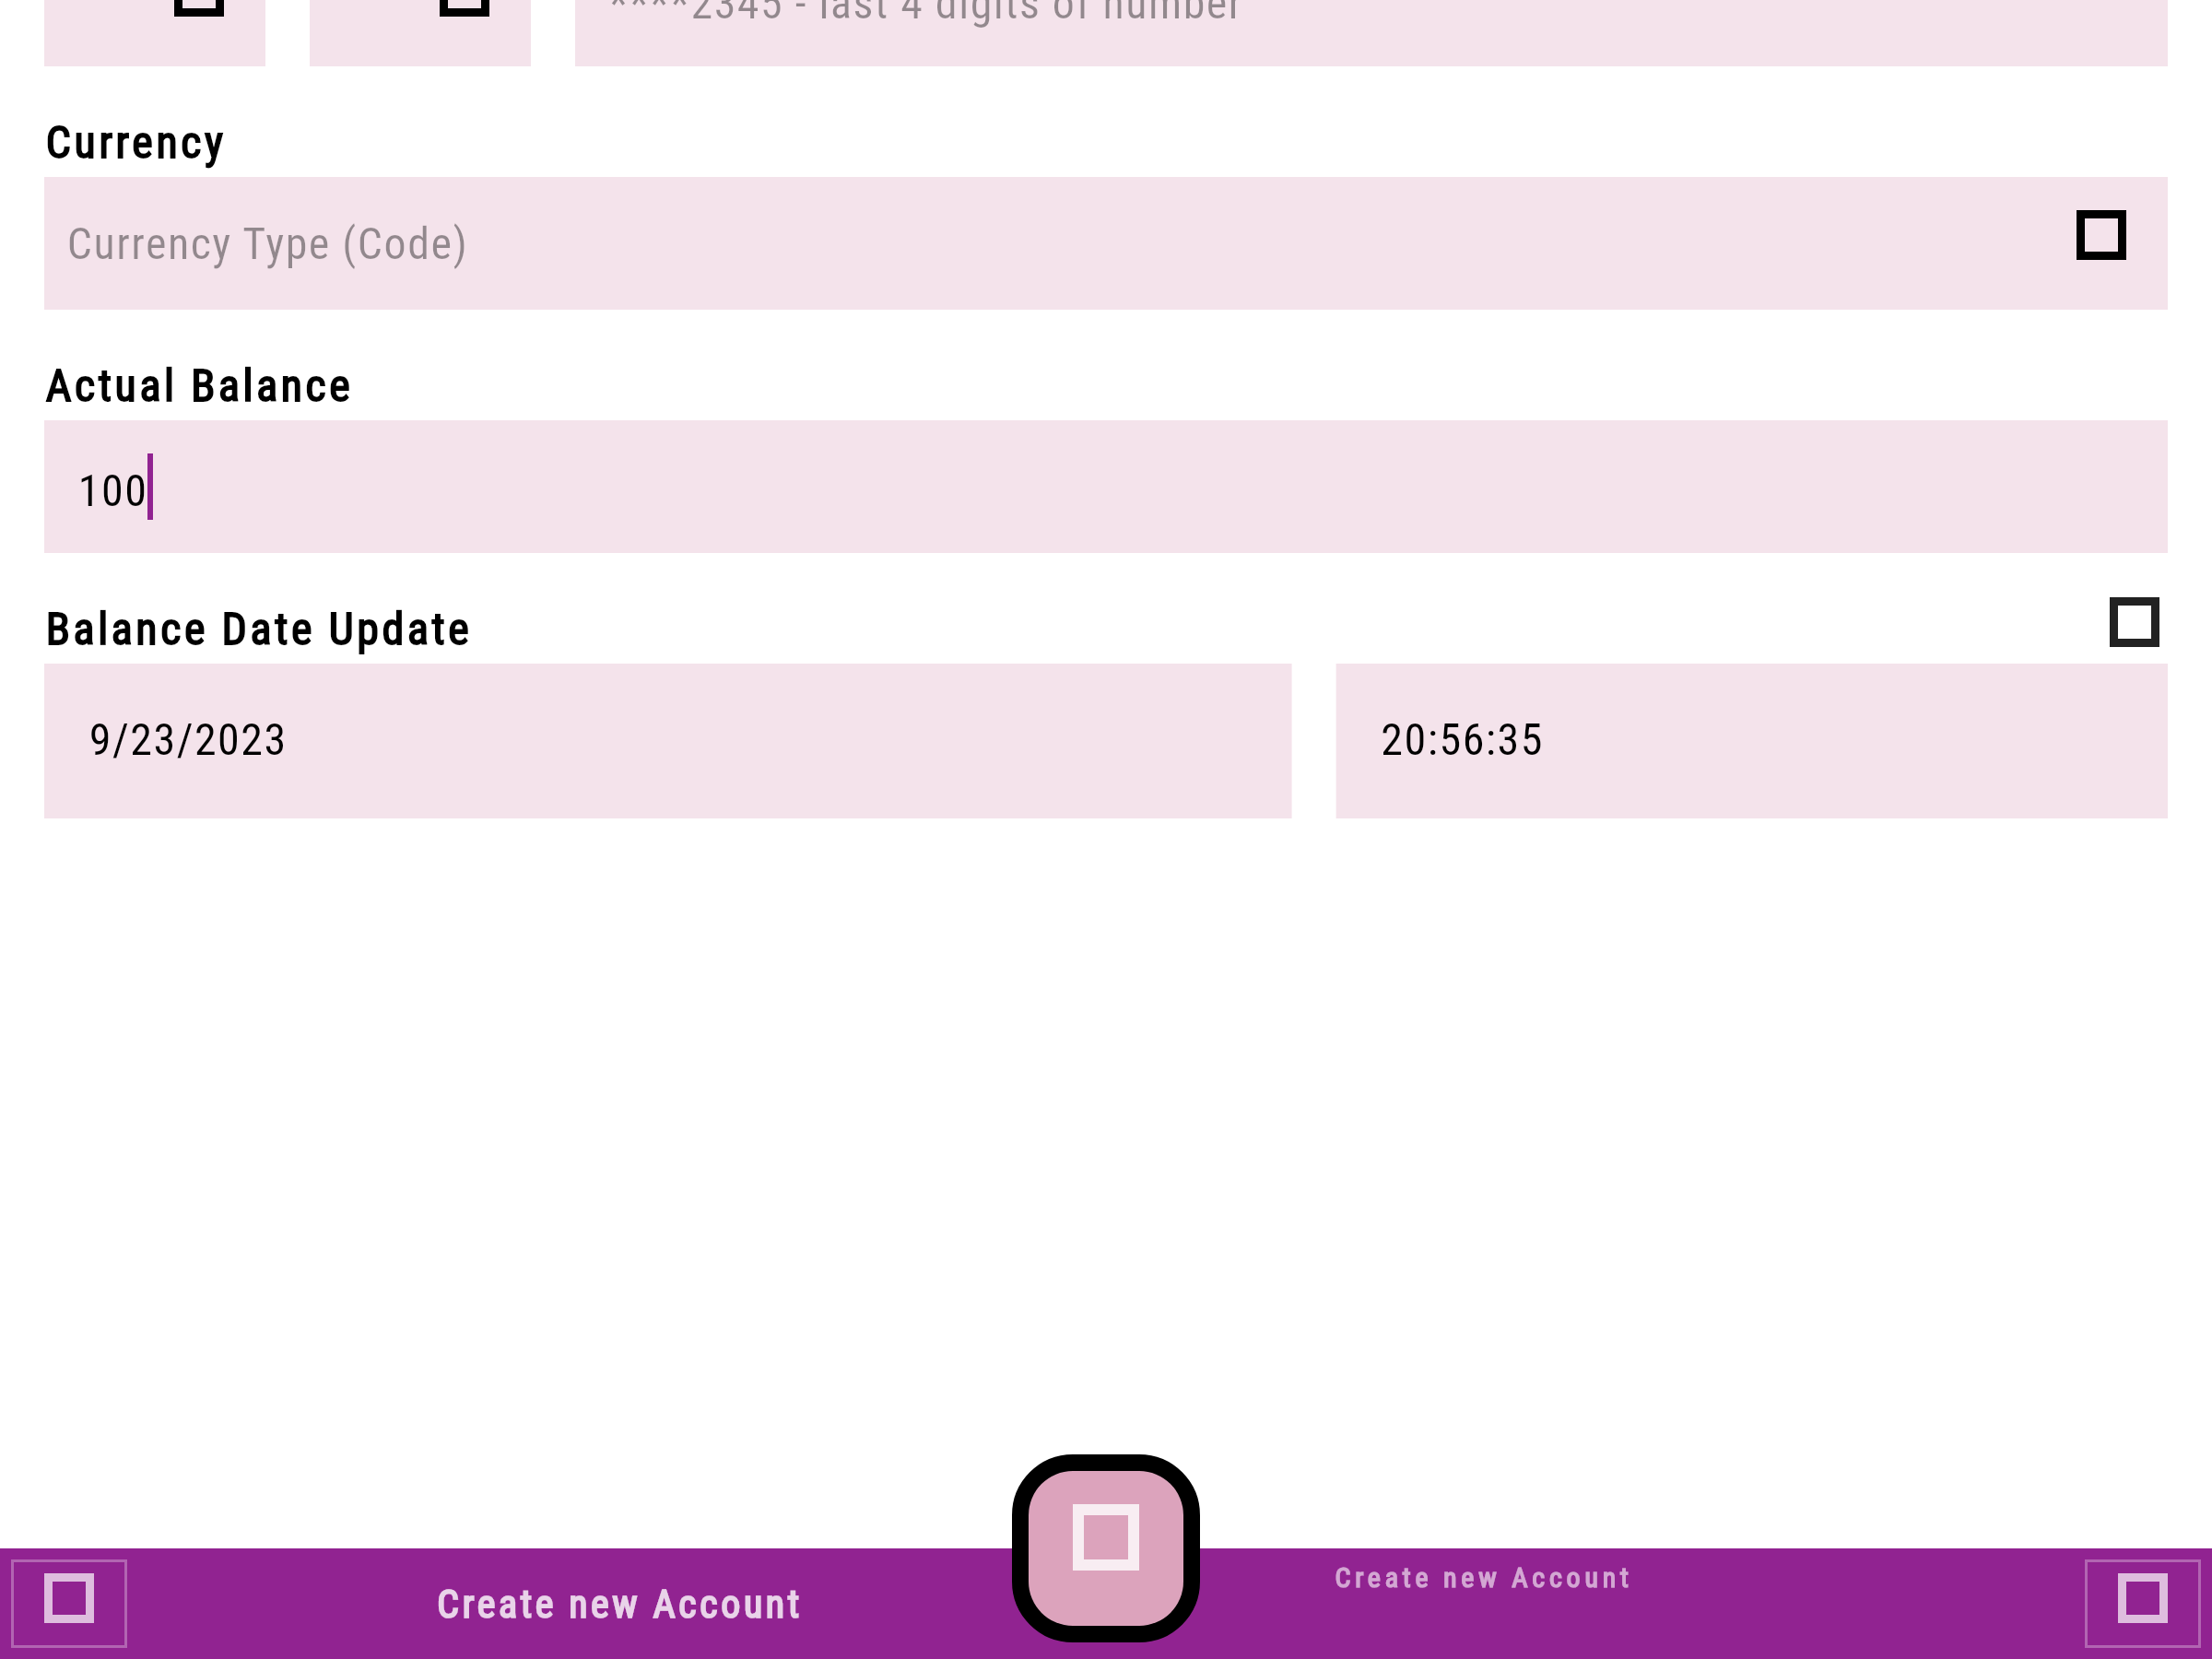 ****2345 - last 4 digits of number
Currency
Currency Type (Code)
Actual Balance
100
Balance Date Update
9/23/2023
20:56:35
Create new Account
Create new Account